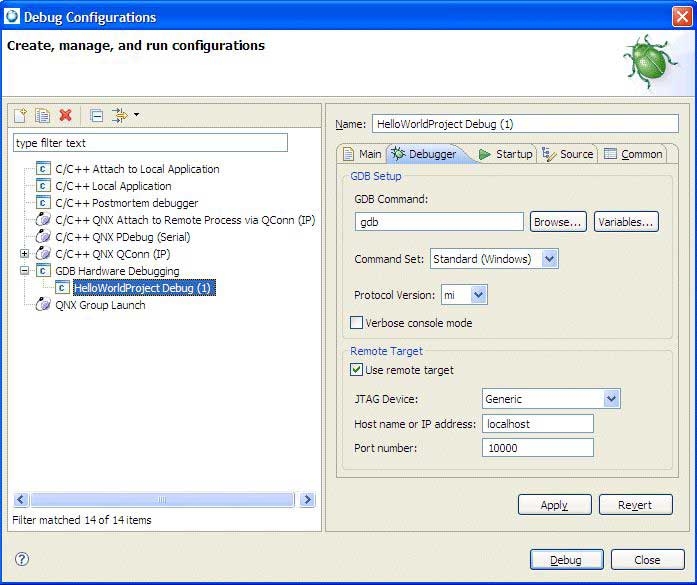 Debug Configurations
Create, manage, and run configurations
type filter text
C/C++ Attach to Local Application
C/C++ Local Application
C/C++ Postmortem debugger
C/C++ QNX Attach to Remote Process via QConn (IP)
C/C++ QNX PDebug (Serial)
C/C++ QNX QConn (IP)
GDB Hardware Debugging
HelloWorldProject Debug (1)
QNX Group Launch
Filter matched 14 of 14 items
Name: HelloWorldProject Debug (1)
Main Debugger Startup Source Common
GDB Setup
GDB Command:
gdb Browse... Variables...
Command Set: Standard (Windows)
Protocol Version: mi
Verbose console mode
Remote Target
Use remote target
JTAG Device: Generic
Host name or IP address: localhost
Port number: 10000
Apply Revert
Debug Close